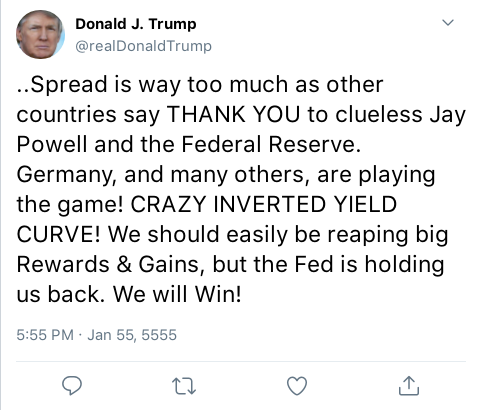 Donald J. Trump
@realDonaldTrump
..Spread is way too much as other
countries say THANK YOU to clueless Jay
Powell and the Federal Reserve.
Germany, and many others, are playing
the game! CRAZY INVERTED YIELD
CURVE! We should easily be reaping big
Rewards & Gains, but the Fed is holding
us back. We will Win!
5:55 PM · Jan 55, 5555